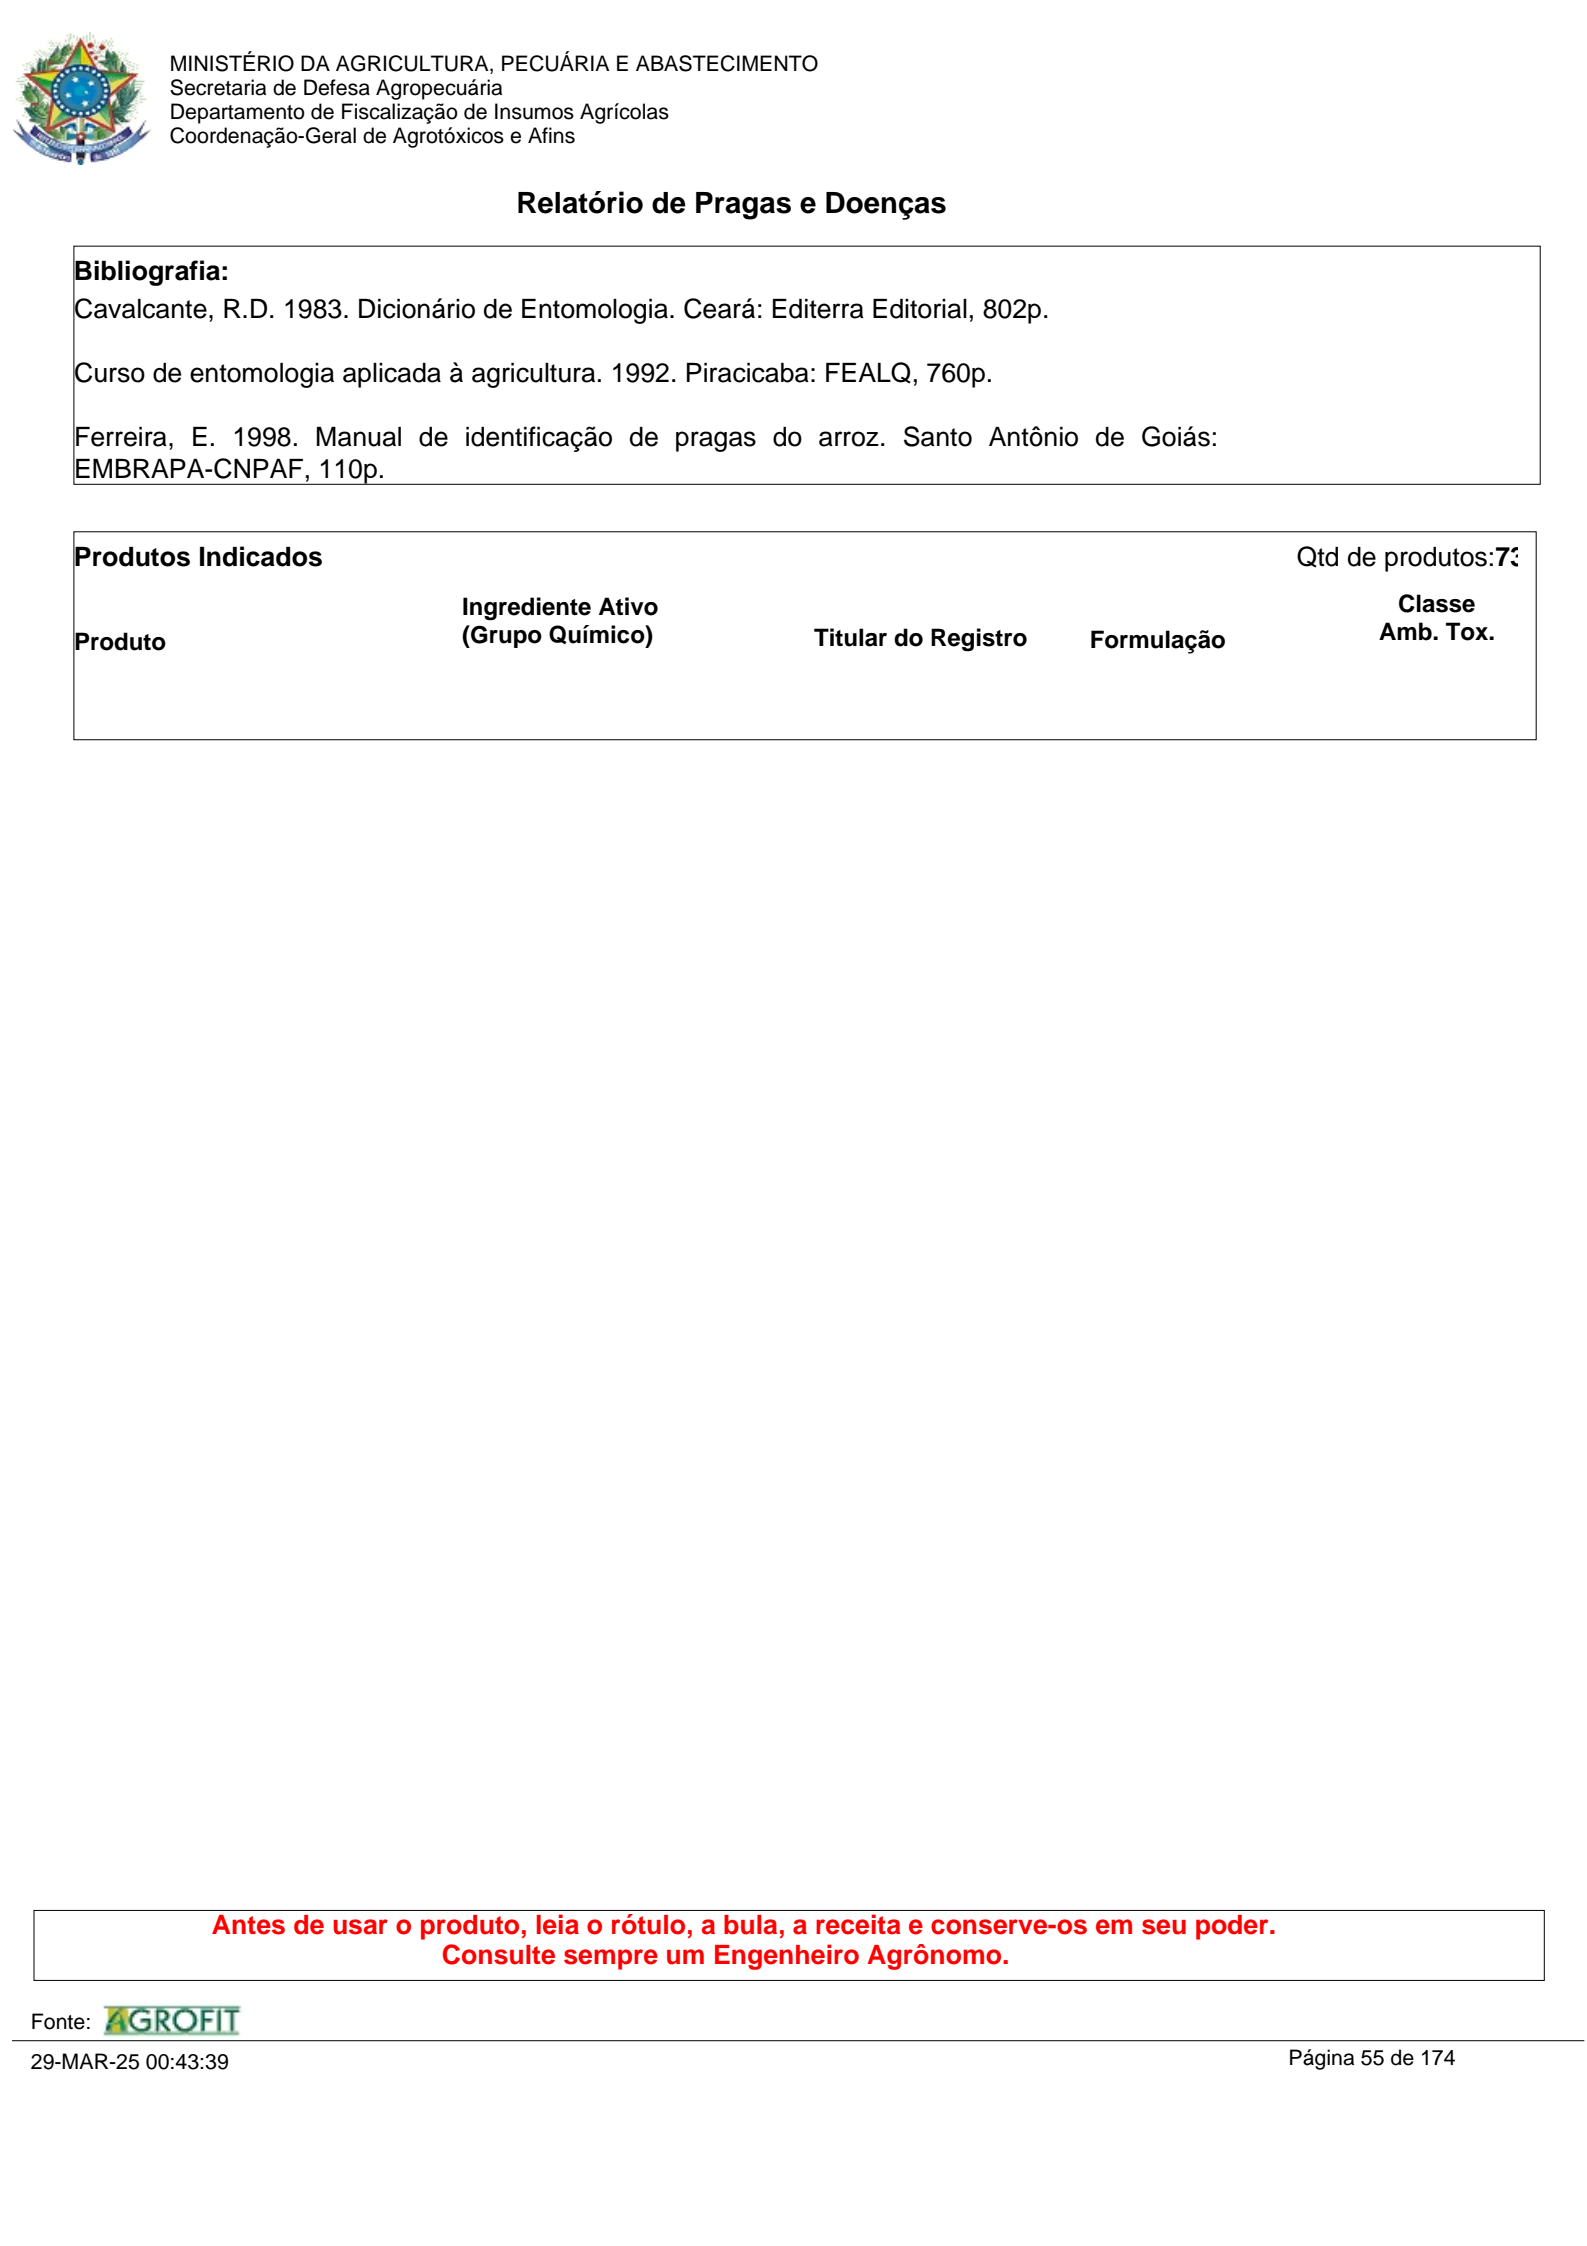 MINISTÉRIO DA AGRICULTURA, PECUÁRIA E ABASTECIMENTO
Secretaria de Defesa Agropecuária
Departamento de Fiscalização de Insumos Agrícolas
Coordenação-Geral de Agrotóxicos e Afins
Relatório de Pragas e Doenças
Bibliografia:
Cavalcante, R.D. 1983. Dicionário de Entomologia. Ceará: Editerra Editorial, 802p.
Curso de entomologia aplicada à agricultura. 1992. Piracicaba: FEALQ, 760p.
Ferreira, E. 1998. Manual de identificação de pragas do arroz. Santo Antônio de Goiás:
EMBRAPA-CNPAF, 110p.
Produtos Indicados Qtd de produtos:
Produto Ingrediente Ativo (Grupo Químico) Titular do Registro Formulação Classe Amb. Tox.
Antes de usar o produto, leia o rótulo, a bula, a receita e conserve-os em seu poder.
Consulte sempre um Engenheiro Agrônomo.
Fonte: AGROFIT
29-MAR-25 00:43:39 Página 55 de 174